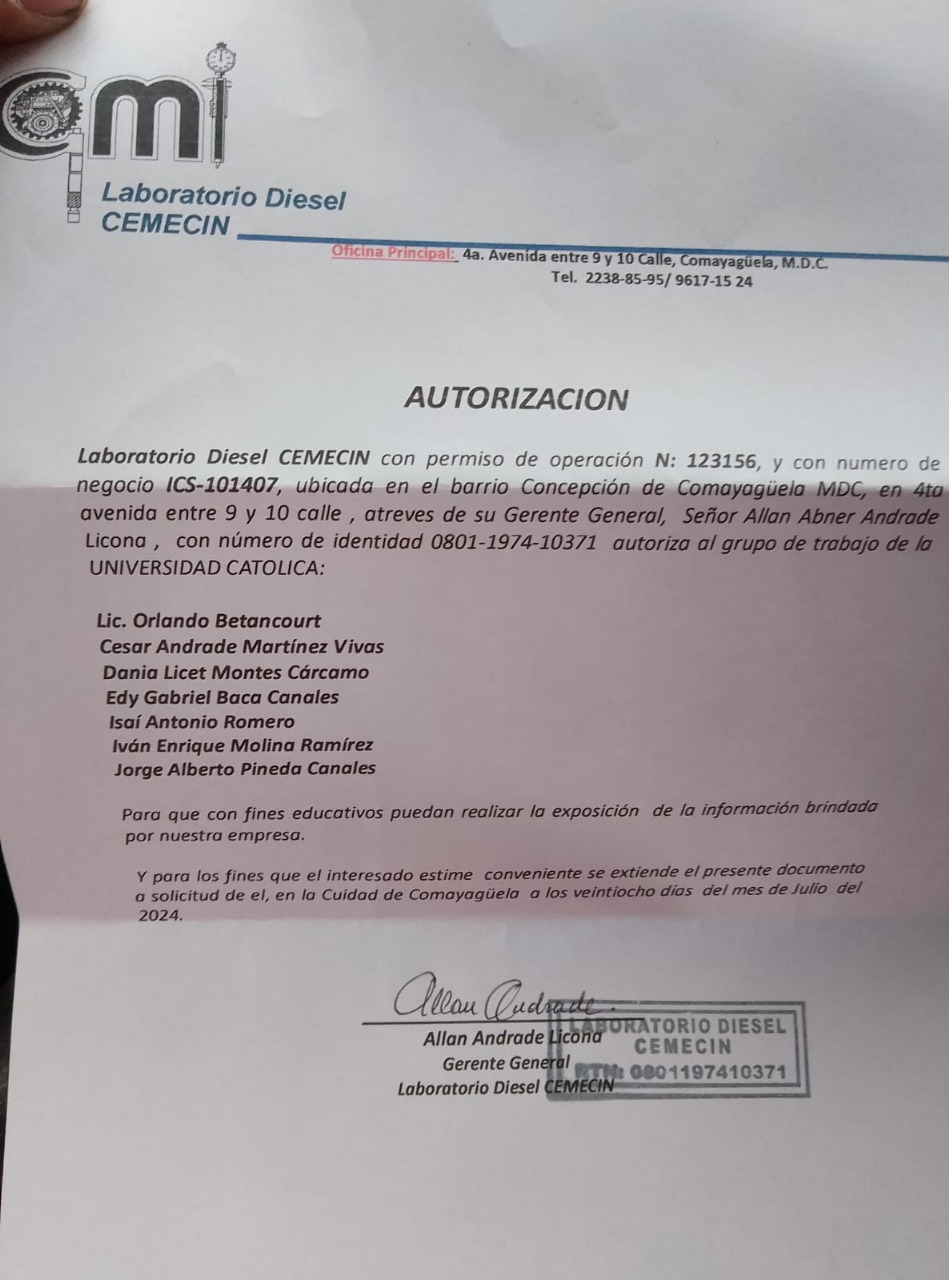 cmi
Laboratorio Diesel
CEMECIN
Oficina Principal: 4a. Avenida entre 9 y 10 Calle, Comayagüela, M.D.C.
Tel. 2238-85-95/ 9617-15 24
AUTORIZACION
Laboratorio Diesel CEMECIN con permiso de operación N: 123156, y con numero de
negocio ICS-101407, ubicada en el barrio Concepción de Comayagüela MDC, en 4ta
avenida entre 9 y 10 calle , atreves de su Gerente General, Señor Allan Abner Andrade
Licona , con número de identidad 0801-1974-10371 autoriza al grupo de trabajo de la
UNIVERSIDAD CATOLICA:
Lic. Orlando Betancourt
Cesar Andrade Martínez Vivas
Dania Licet Montes Cárcamo
Edy Gabriel Baca Canales
Isaí Antonio Romero
Iván Enrique Molina Ramírez
Jorge Alberto Pineda Canales
Para que con fines educativos puedan realizar la exposición de la información brindada
por nuestra empresa.
Y para los fines que el interesado estime conveniente se extiende el presente documento
a solicitud de el, en la Cuidad de Comayagüela a los veintiocho días del mes de Julio del
2024.
Allan Andrade
Allan Andrade Licona
Gerente General
Laboratorio Diesel CEMECIN
LABORATORIO DIESEL
CEMECIN
RTN: 08011197410371